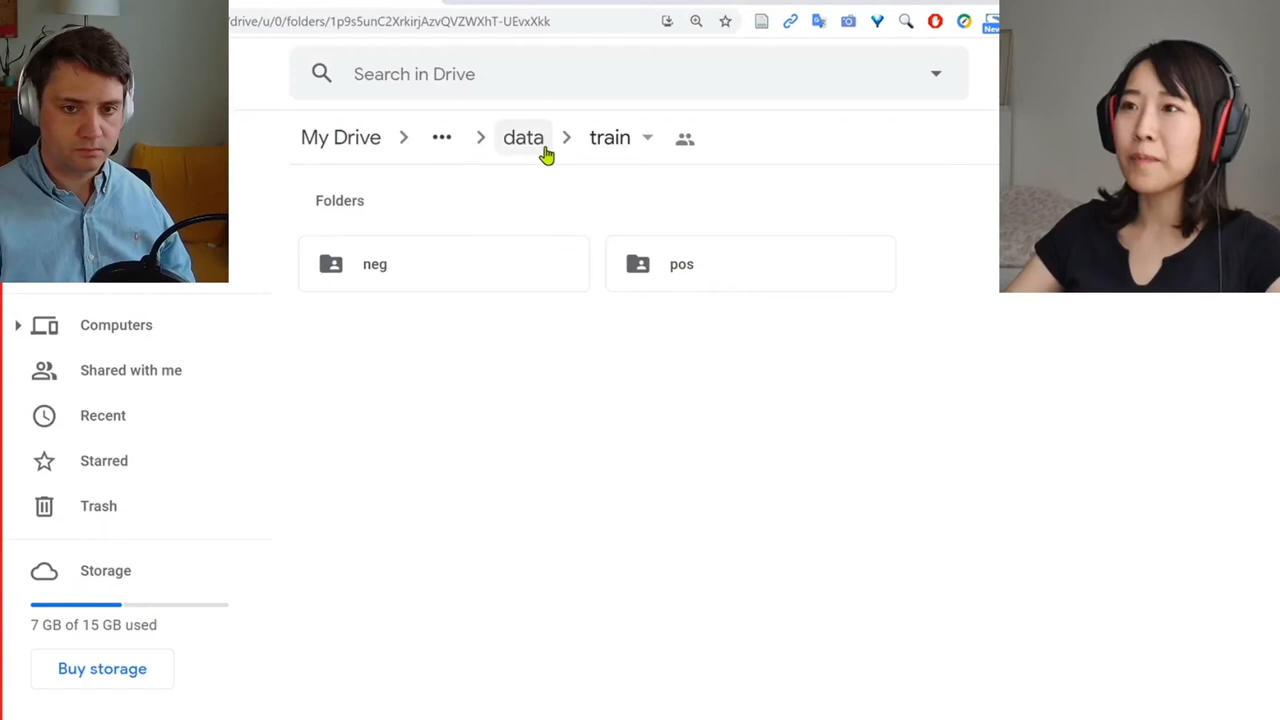 /drive/u/0/folders/1p9s5unC2XrkirjAzvQVZWXhT-UEvxXkk
New
Search in Drive
My Drive > ••• > data > train
Folders
neg
pos
Computers
Shared with me
Recent
Starred
Trash
Storage
7 GB of 15 GB used
Buy storage